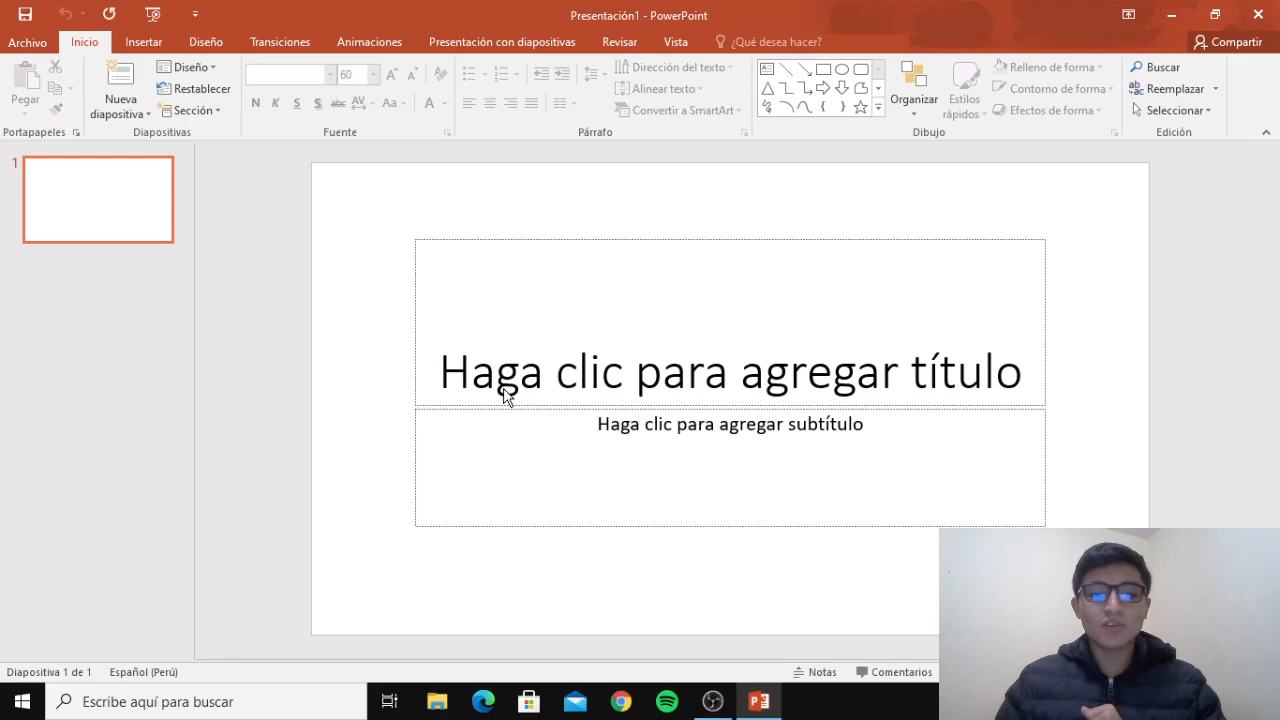 Presentación1 - PowerPoint
Archivo
Inicio
Insertar
Diseño
Transiciones
Animaciones
Presentación con diapositivas
Revisar
Vista
¿Qué desea hacer?
Compartir
Pegar
Portapapeles
Nueva
diapositiva
Diseño
Restablecer
Sección
Diapositivas
60
N K S S abc AV Aa A
Fuente
Dirección del texto
Alinear texto
Convertir a SmartArt
Párrafo
Organizar
Estilos
rápidos
Relleno de forma
Contorno de forma
Efectos de forma
Dibujo
Buscar
Reemplazar
Seleccionar
Edición
1
Haga clic para agregar título
Haga clic para agregar subtítulo
Diapositiva 1 de 1
Español (Perú)
Notas
Comentarios
Escribe aquí para buscar